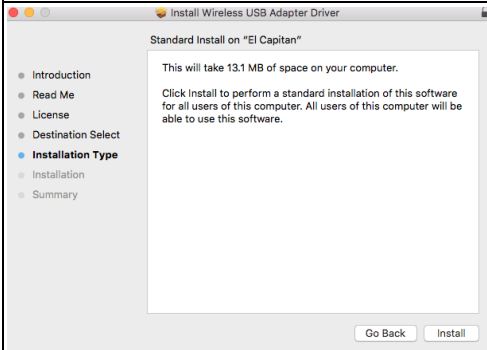 Install Wireless USB Adapter Driver
Standard Install on “El Capitan”
Introduction
Read Me
License
Destination Select
Installation Type
Installation
Summary
This will take 13.1 MB of space on your computer.
Click Install to perform a standard installation of this software
for all users of this computer. All users of this computer will be
able to use this software.
Go Back
Install